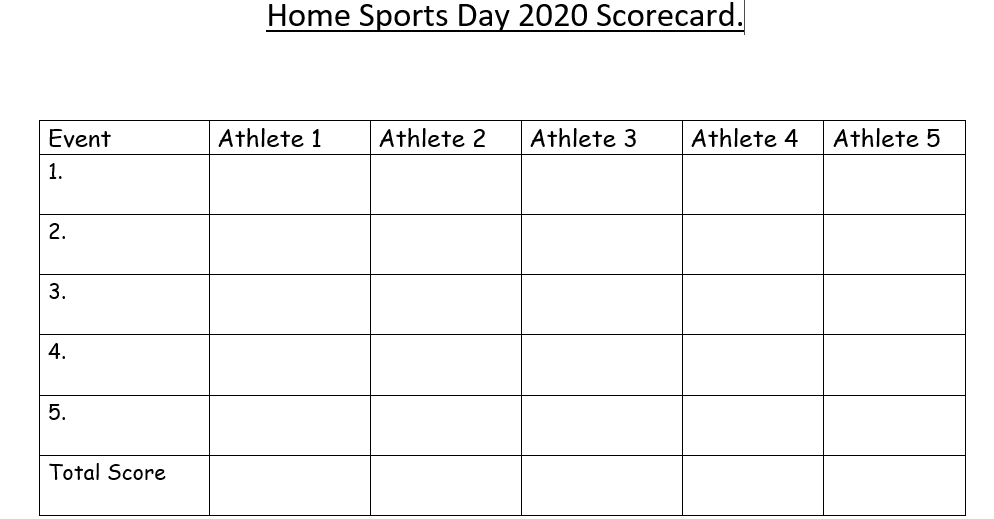 Home Sports Day 2020 Scorecard.
Event Athlete 1 Athlete 2 Athlete 3 Athlete 4 Athlete 5
1.
2.
3.
4.
5.
Total Score